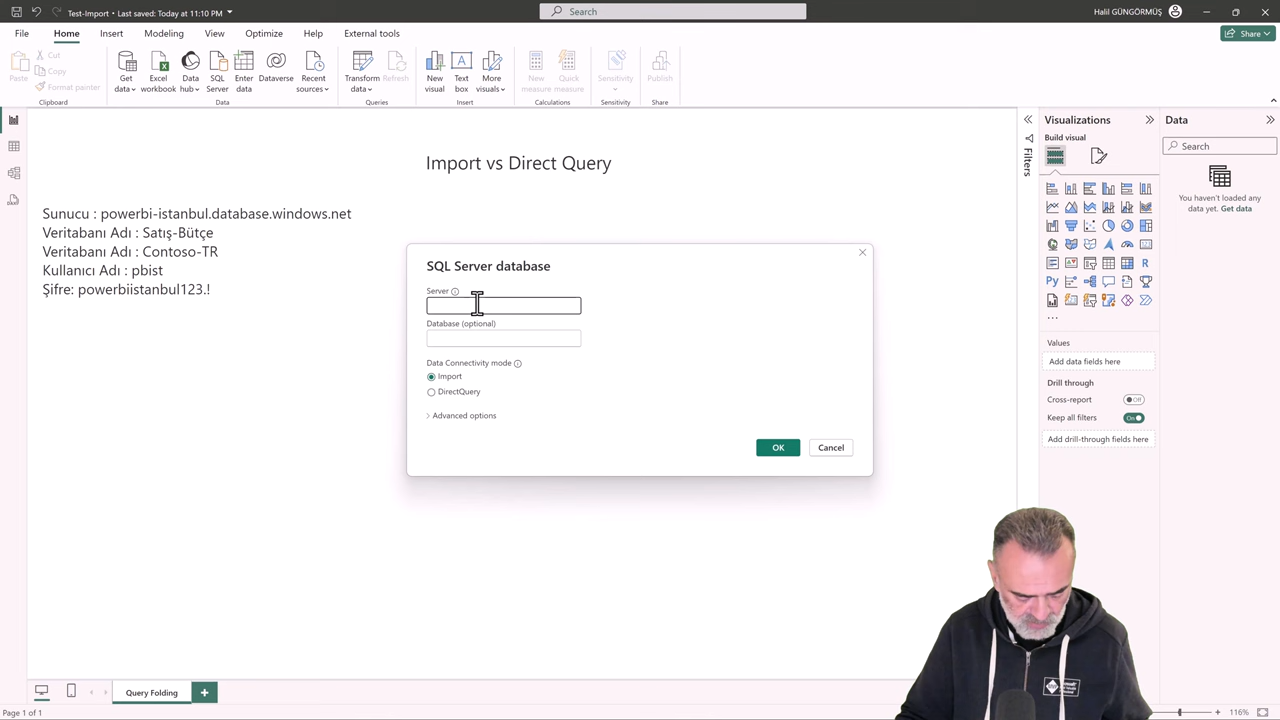 Test-Import • Last saved: Today at 11:10
Search
Halil GÜNGÖRMÜŞ
File
Home
Insert
Modeling
View
Optimize
Help
External tools
Share
Paste
Cut
Copy
Format painter
Get data
Excel workbook
Data hub
SQL Server
Enter data
Dataverse
Recent sources
Transform data
Refresh
New visual
Text box
More visuals
New measure
Quick measure
Sensitivity
Publish
Clipboard
Data
Queries
Insert
Calculations
Sensitivity
Share
Import vs Direct Query
Sunucu : powerbi-istanbul.database.windows.net
Veritabanı Adı : Satış-Bütçe
Veritabanı Adı : Contoso-TR
Kullanıcı Adı : pbist
Şifre: powerbiistanbul123.!
SQL Server database
Server
Database (optional)
Data Connectivity mode
Import
DirectQuery
Advanced options
OK
Cancel
Filters
Visualizations
Build visual
Values
Add data fields here
Drill through
Cross-report
Off
Keep all filters
On
Add drill-through fields here
Data
Search
You haven't loaded any
data yet. Get data
Query Folding
Page 1 of 1
116%